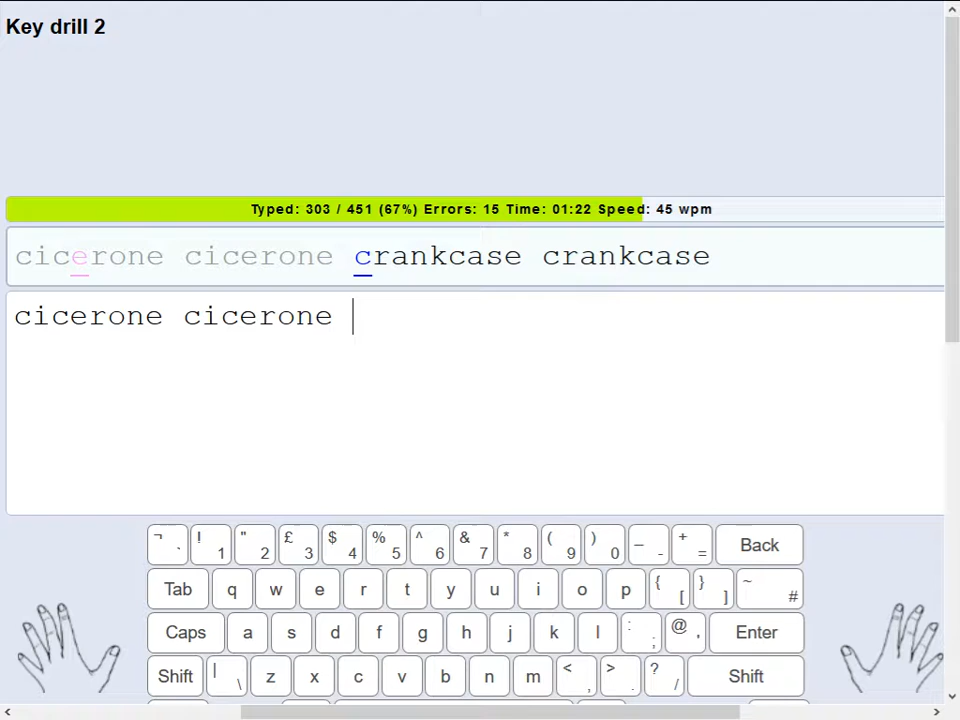 Key drill 2
Typed: 303 / 451 (67%) Errors: 15 Time: 01:22 Speed: 45 wpm
cicerone cicerone crankcase crankcase
cicerone cicerone
¬ ` ! 1 " 2 £ 3 $ 4 % 5 ^ 6 & 7 * 8 ( 9 ) 0 _ - + = Back
Tab q w e r t y u i o p { [ } ] ~ #
Caps a s d f g h j k l : ; @ , Enter
Shift | \ z x c v b n m < , > . ? / Shift